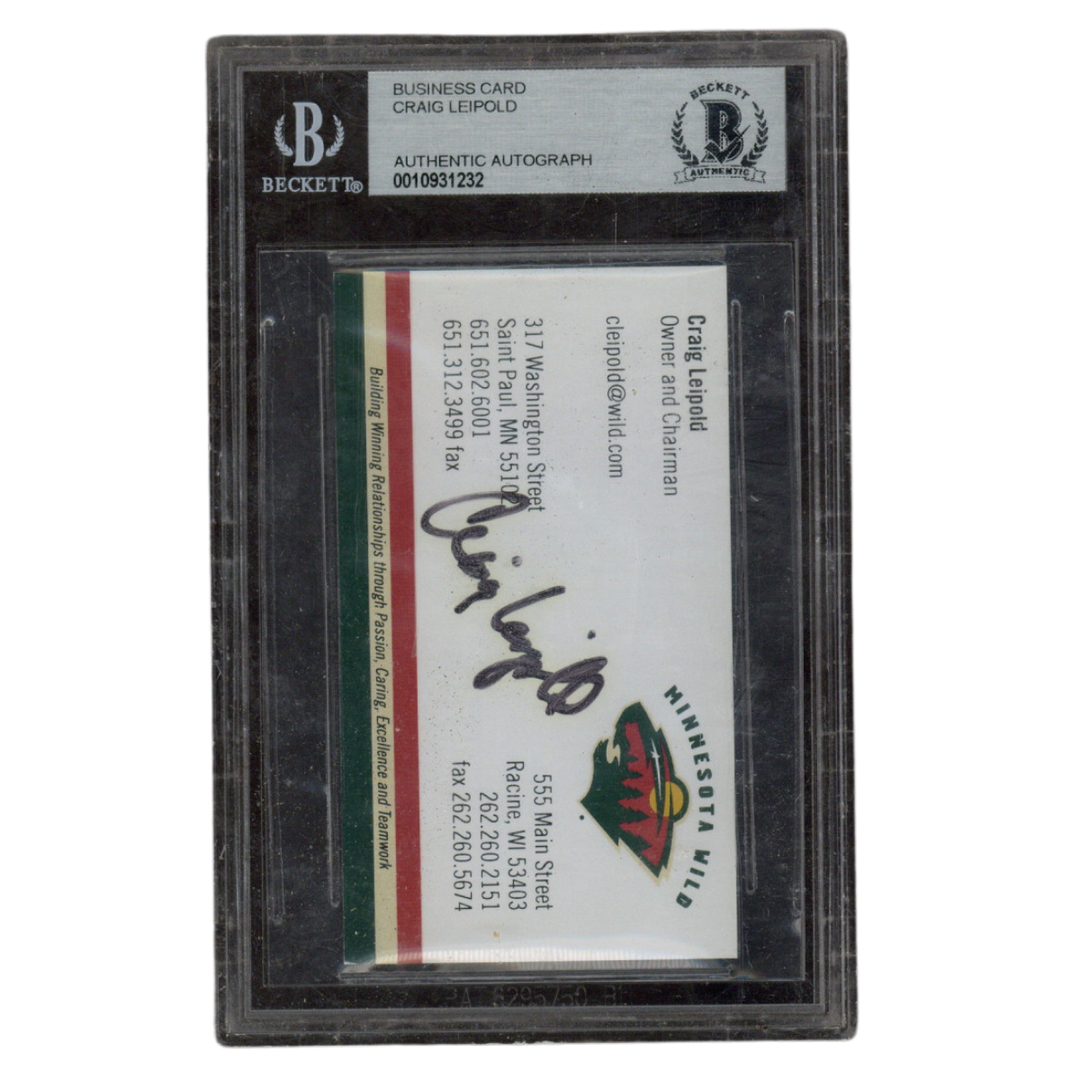 BUSINESS CARD
CRAIG LEIPOLD
AUTHENTIC AUTOGRAPH
0010931232
B
BECKETT®
BECKETT
B
AUTHENTIC
Craig Leipold
Owner and Chairman
cleipold@wild.com
MINNESOTA WILD
317 Washington Street
Saint Paul, MN 55102
651.602.6001
651.312.3499 fax
Craig Leipold
555 Main Street
Racine, WI 53403
262.260.2151
fax 262.260.5674
Building Winning Relationships through Passion, Caring, Excellence and Teamwork